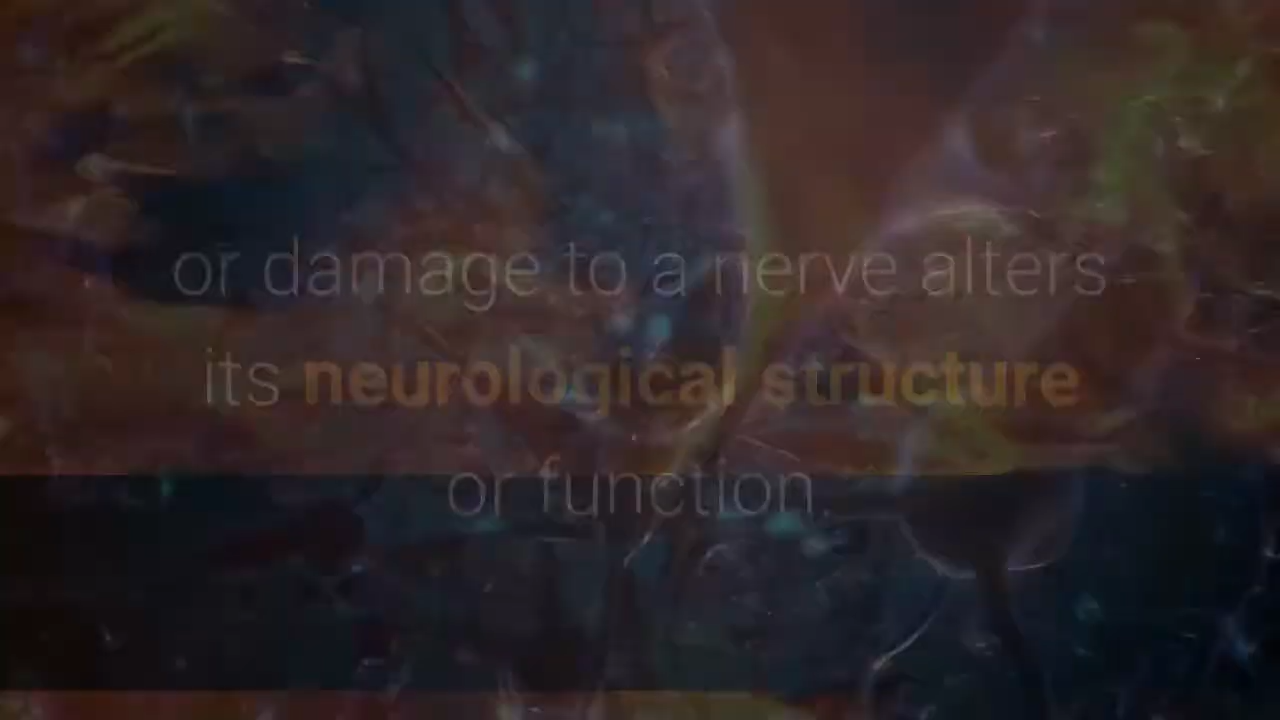 or damage to a nerve alters
its neurological structure
or function.